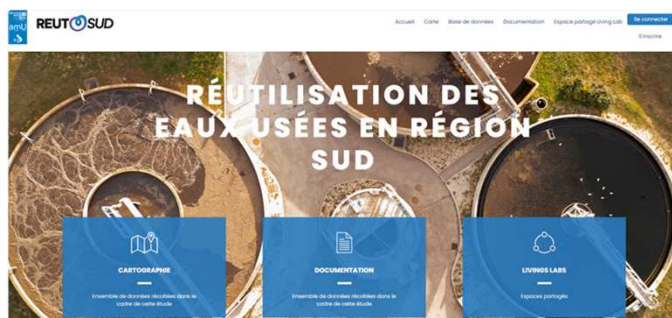 amU
REUT SUD
Accueil Carte Base de données Documentation Espace partagé Living Lab Se connecter
S'inscrire
RÉUTILISATION DES
EAUX USÉES EN RÉGION
SUD
CARTOGRAPHIE
Ensemble de données récoltées dans le
cadre de cette étude
DOCUMENTATION
Ensemble de données récoltées dans le
cadre de cette étude
LIVINGS LABS
Espaces partagés